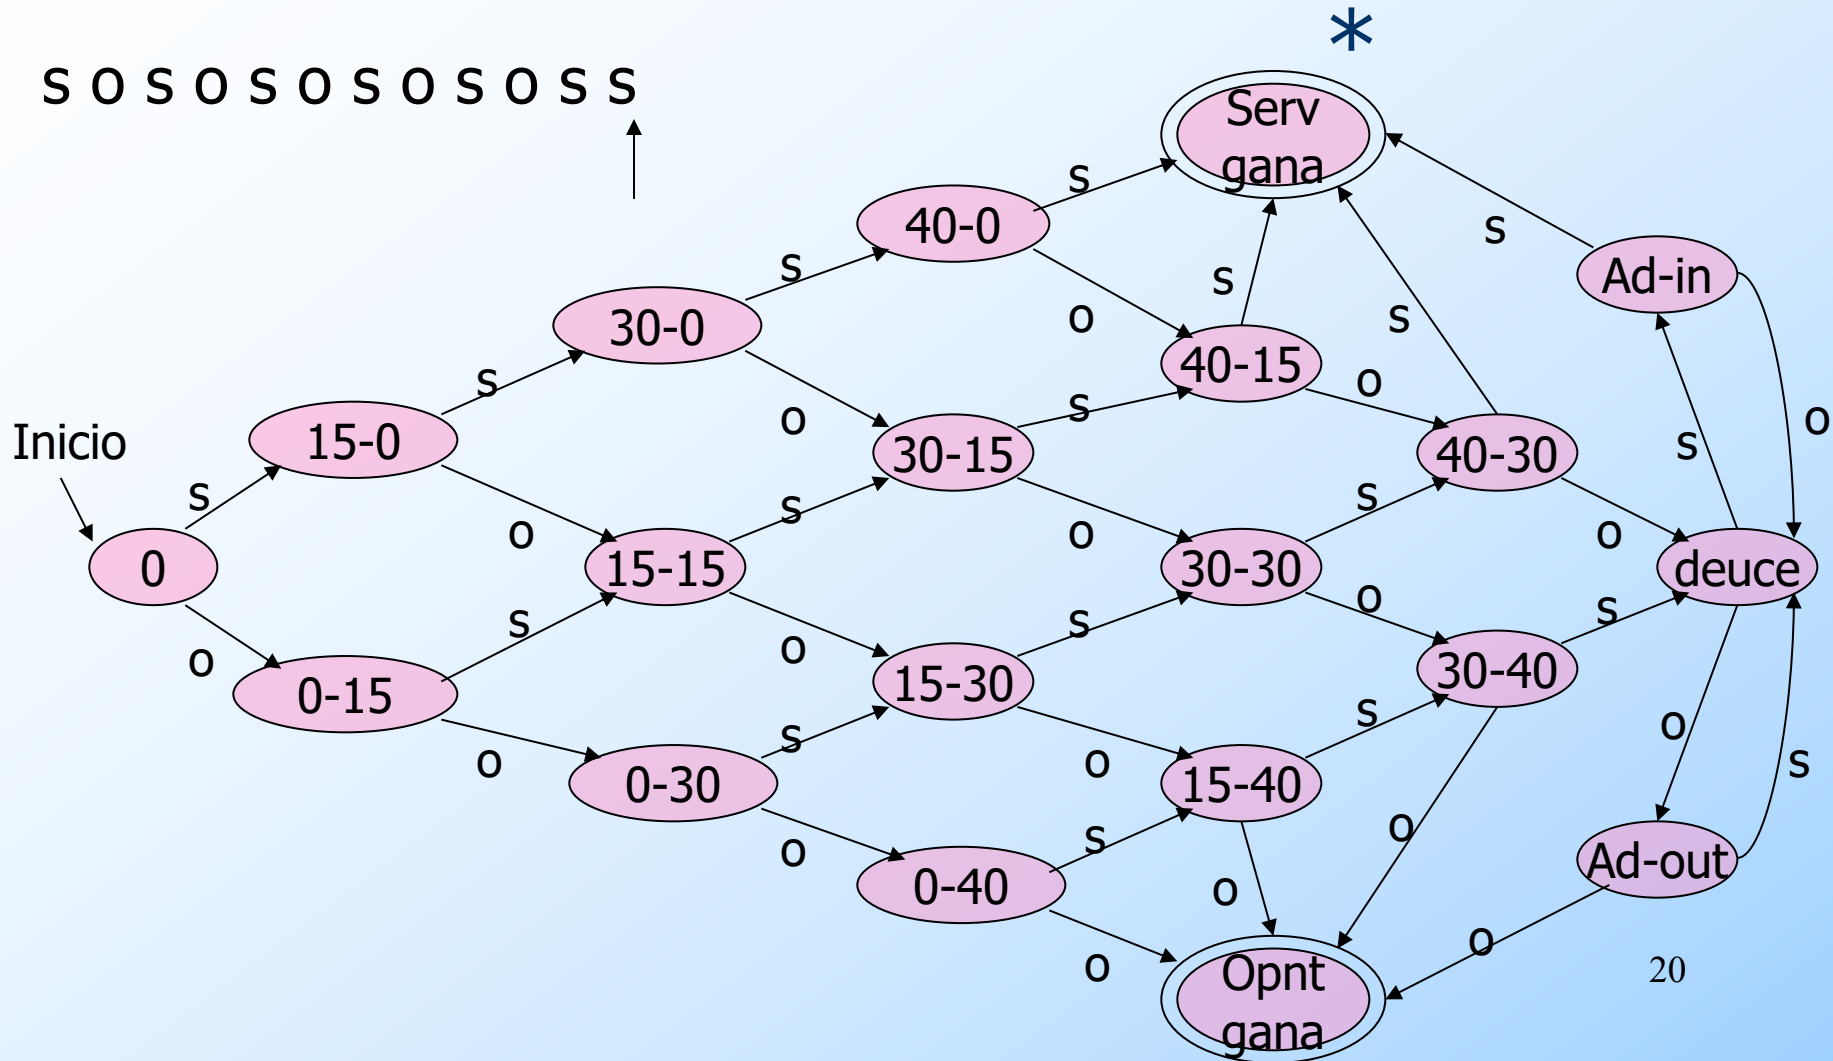 *
s o s o s o s o s o s s
Serv
gana
s
40-0
s
Ad-in
s
s
s
30-0
o
s
40-15
o
s
s
o
o
Inicio
15-0
30-15
40-30
s
s
o
s
s
o
o
o
0
15-15
30-30
deuce
o
s
s
s
o
o
0-15
15-30
30-40
s
s
o
o
o
s
0-30
15-40
s
o
o
Ad-out
0-40
o
o
o
20
Opnt
gana